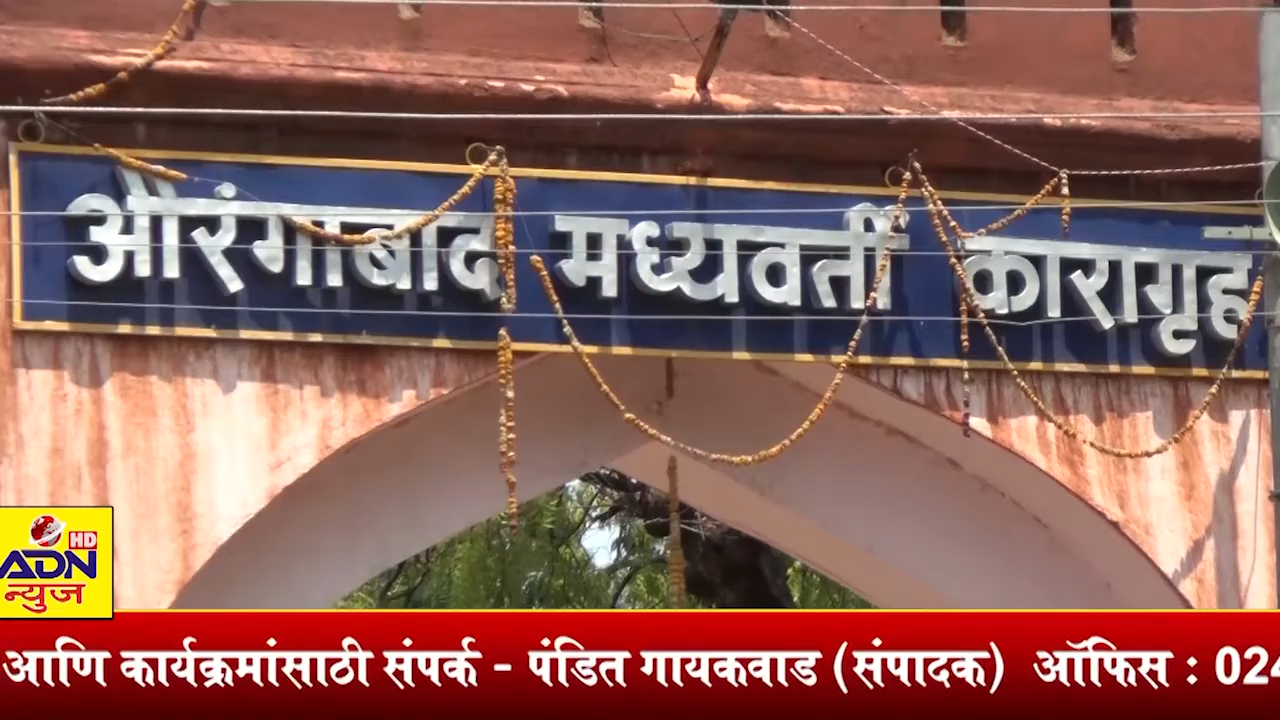 औरंगाबाद मध्यवर्ती कारागृह
HD
ADN
न्युज
आणि कार्यक्रमांसाठी संपर्क - पंडित गायकवाड (संपादक) ऑफिस : 024